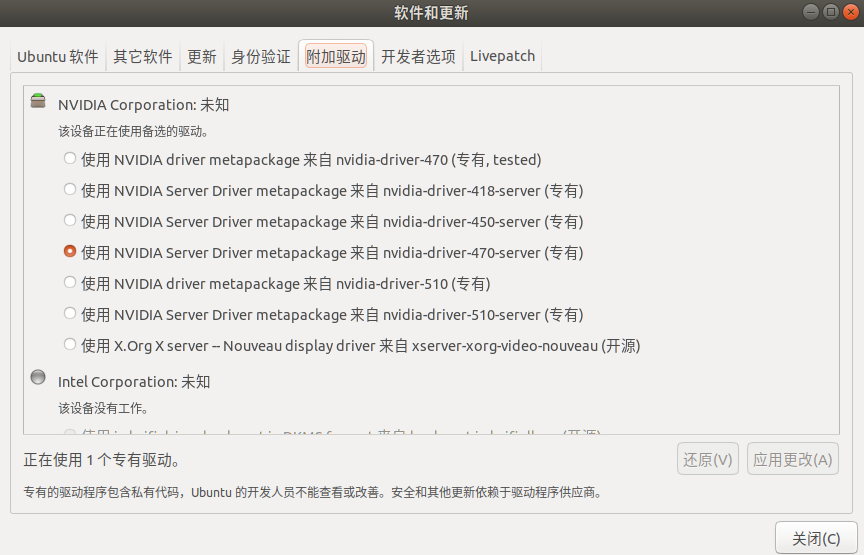 软件和更新
Ubuntu 软件 其它软件 更新 身份验证 附加驱动 开发者选项 Livepatch
NVIDIA Corporation: 未知
该设备正在使用备选的驱动。
使用 NVIDIA driver metapackage 来自 nvidia-driver-470 (专有, tested)
使用 NVIDIA Server Driver metapackage 来自 nvidia-driver-418-server (专有)
使用 NVIDIA Server Driver metapackage 来自 nvidia-driver-450-server (专有)
使用 NVIDIA Server Driver metapackage 来自 nvidia-driver-470-server (专有)
使用 NVIDIA driver metapackage 来自 nvidia-driver-510 (专有)
使用 NVIDIA Server Driver metapackage 来自 nvidia-driver-510-server (专有)
使用 X.Org X server -- Nouveau display driver 来自 xserver-xorg-video-nouveau (开源)
Intel Corporation: 未知
该设备没有工作。
正在使用 1 个专有驱动。
还原(V) 应用更改(A)
专有的驱动程序包含私有代码，Ubuntu 的开发人员不能查看或改善。安全和其他更新依赖于驱动程序供应商。
关闭(C)